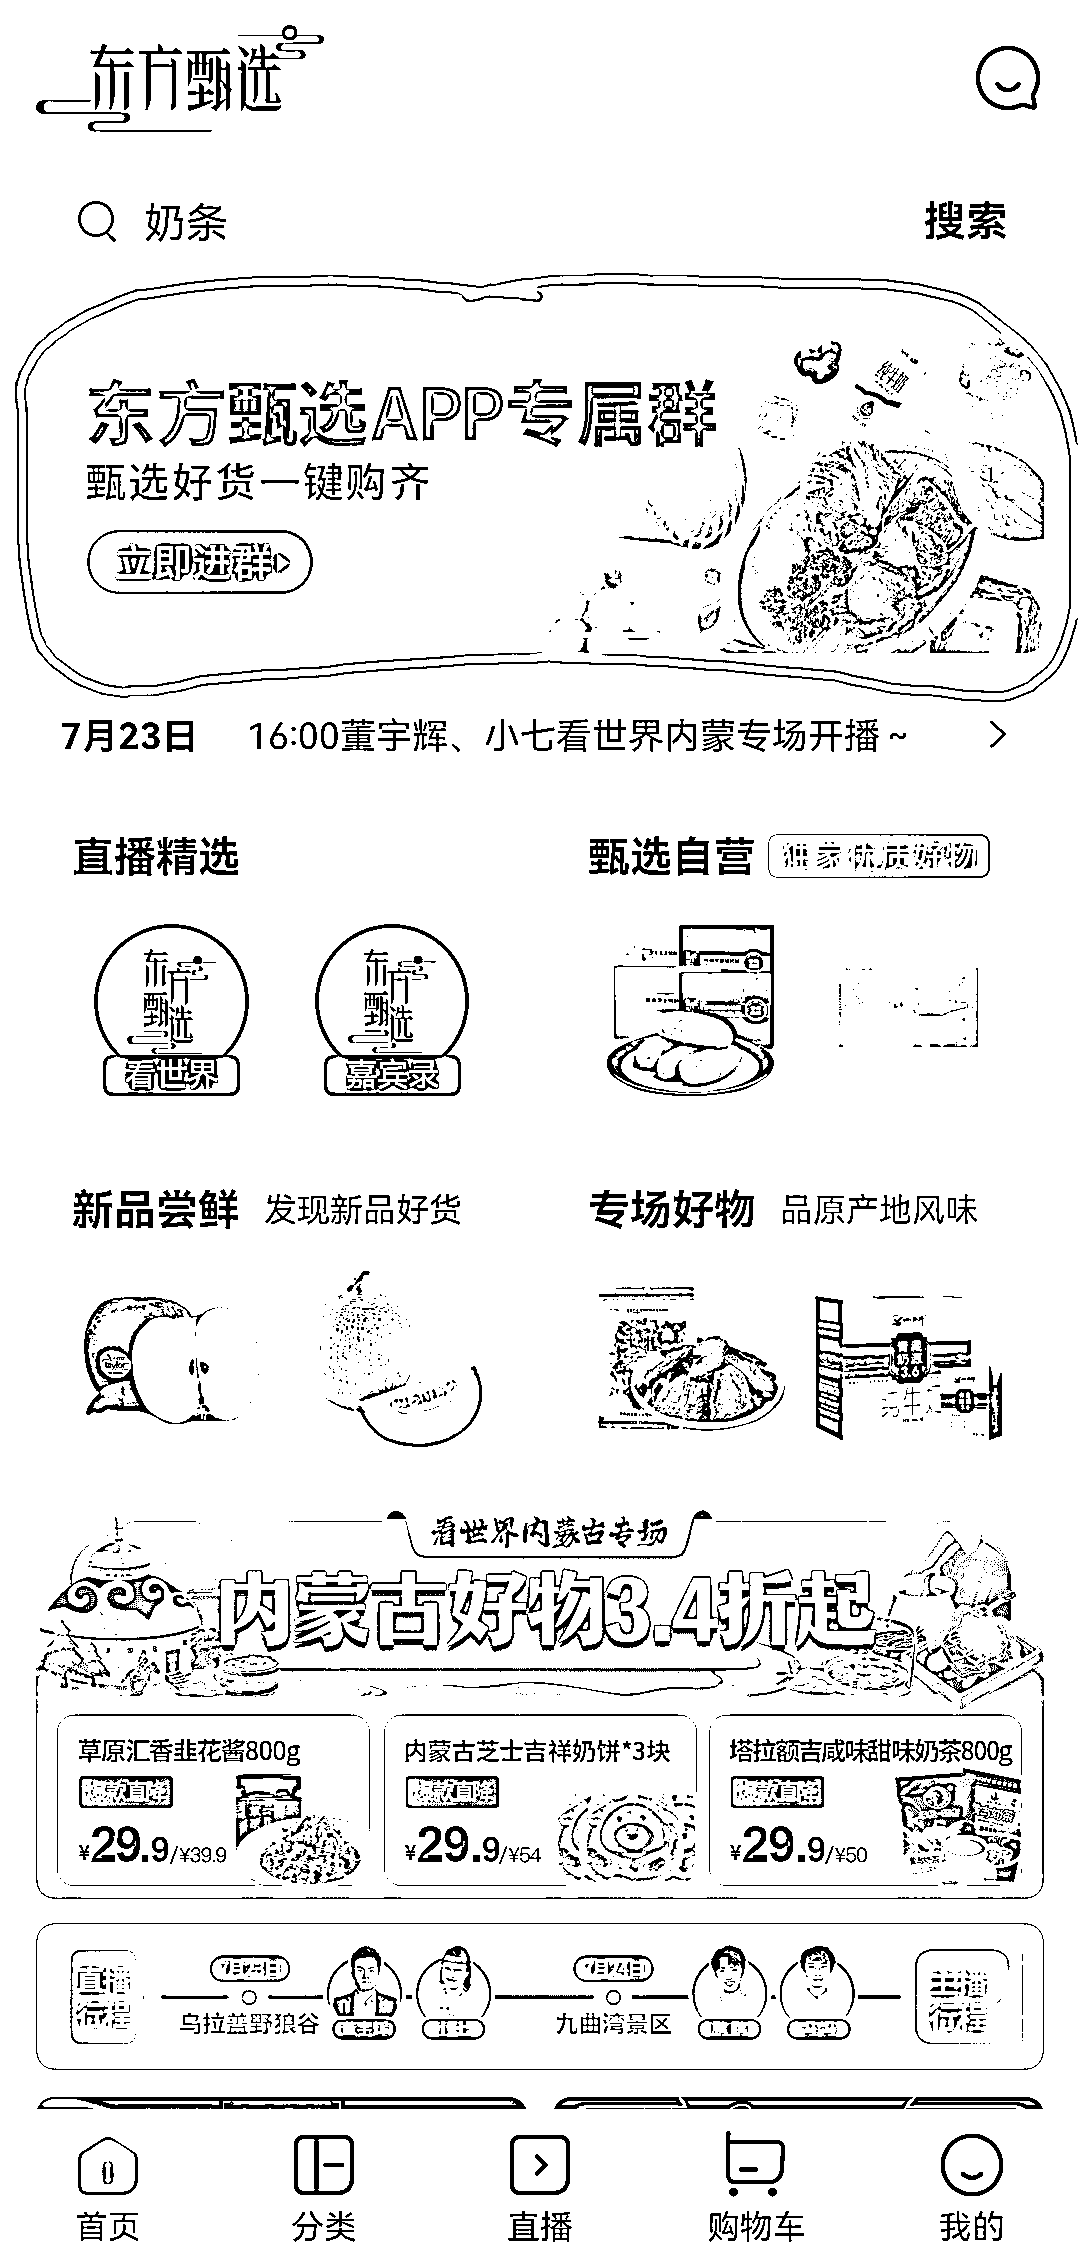 东方甄选
奶条
搜索
东方甄选APP专属群
甄选好货一键购齐
立即进群
7月23日 16:00董宇辉、小七看世界内蒙专场开播~
直播精选
甄选自营 独家优质好物
东方甄选
看世界
东方甄选
嘉宾录
新品尝鲜 发现新品好货
专场好物 品原产地风味
看世界内蒙古专场
内蒙古好物3.4折起
草原汇香韭花酱800g
爆款直降
¥29.9/¥39.9
内蒙古芝士吉祥奶饼*3块
爆款直降
¥29.9/¥54
塔拉额吉咸味甜味奶茶800g
爆款直降
¥29.9/¥50
直播行程
7月23日
乌拉盖野狼谷
7月24日
九曲湾景区
主播行程
首页
分类
直播
购物车
我的